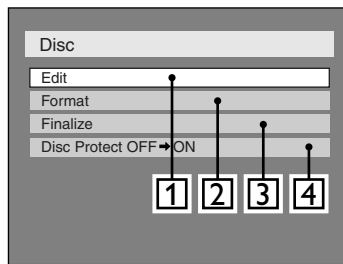 Disc
Edit
Format
Finalize
Disc Protect OFF➔ON
1 2 3 4